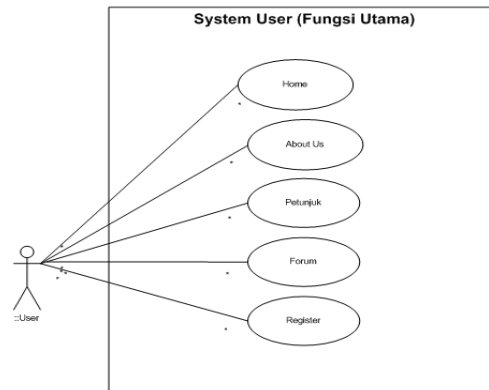 System User (Fungsi Utama)
Home
About Us
Petunjuk
Forum
Register
::User